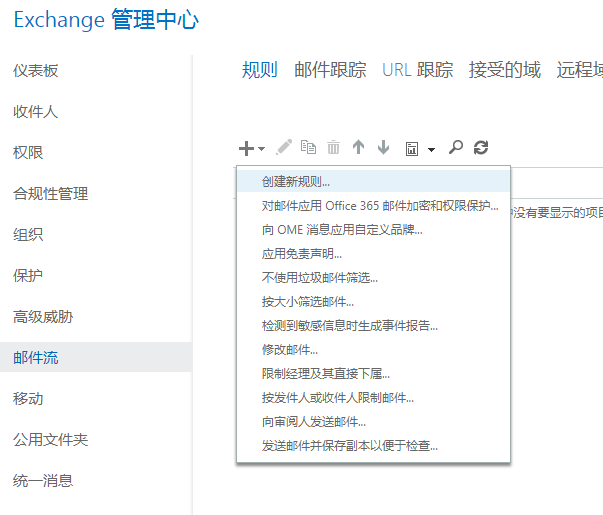 Exchange 管理中心
仪表板
收件人
权限
合规性管理
组织
保护
高级威胁
邮件流
移动
公用文件夹
统一消息
规则 邮件跟踪 URL 跟踪 接受的域 远程域
创建新规则...
对邮件应用 Office 365 邮件加密和权限保护...
向 OME 消息应用自定义品牌...
应用免责声明...
不使用垃圾邮件筛选...
按大小筛选邮件...
检测到敏感信息时生成事件报告...
修改邮件...
限制经理及其直接下属...
按发件人或收件人限制邮件...
向审阅人发送邮件...
发送邮件并保存副本以便于检查...
没有要显示的项目